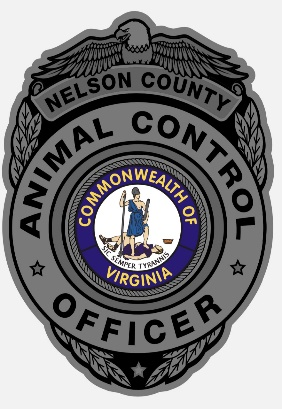 NELSON COUNTY
ANIMAL CONTROL
COMMONWEALTH OF
SIC SEMPER TYRANNIS
VIRGINIA
OFFICER